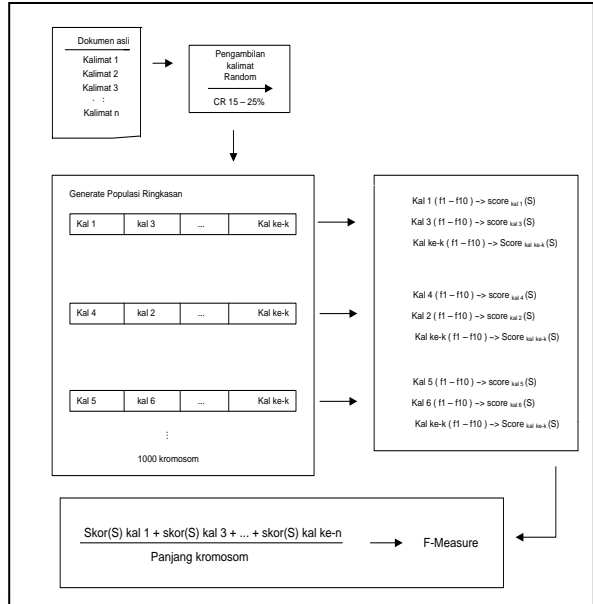 Dokumen asli
Kalimat 1
Kalimat 2
Kalimat 3
. :
Kalimat n
Pengambilan
kalimat
Random
CR 15 – 25%
Generate Populasi Ringkasan
Kal 1 kal 3 ... Kal ke-k
Kal 4 kal 2 ... Kal ke-k
Kal 5 kal 6 ... Kal ke-k
⋮
1000 kromosom
Kal 1 ( f1 – f10 ) –> score kal 1 (S)
Kal 3 ( f1 – f10 ) –> score kal 3 (S)
Kal ke-k ( f1 – f10 ) –> Score kal ke-k (S)
Kal 4 ( f1 – f10 ) –> score kal 4 (S)
Kal 2 ( f1 – f10 ) –> score kal 2 (S)
Kal ke-k ( f1 – f10 ) –> Score kal ke-k (S)
Kal 5 ( f1 – f10 ) –> score kal 5 (S)
Kal 6 ( f1 – f10 ) –> score kal 6 (S)
Kal ke-k ( f1 – f10 ) –> Score kal ke-k (S)
Skor(S) kal 1 + skor(S) kal 3 + ... + skor(S) kal ke-n
Panjang kromosom
F-Measure